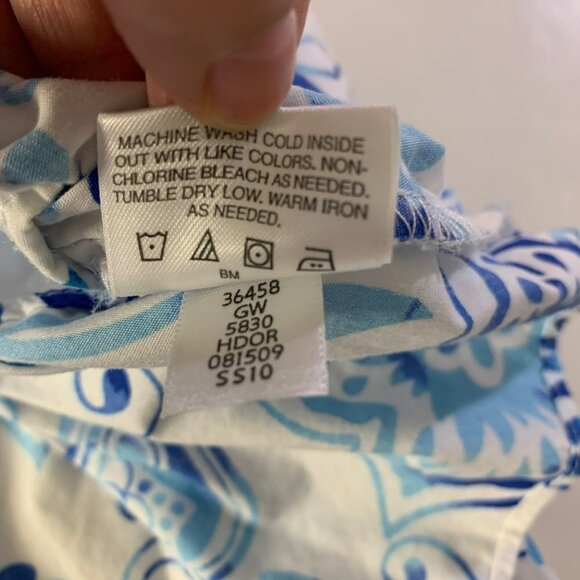 MACHINE WASH COLD INSIDE
OUT WITH LIKE COLORS. NON-
CHLORINE BLEACH AS NEEDED.
TUMBLE DRY LOW. WARM IRON
AS NEEDED.
BM
36458
GW
5830
HDOR
081509
SS10